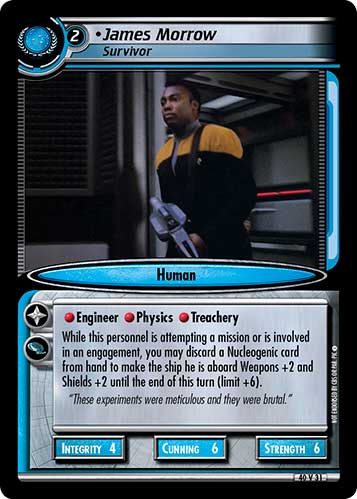 2 •James Morrow
Survivor
Human
• Engineer • Physics • Treachery
While this personnel is attempting a mission or is involved
in an engagement, you may discard a Nucleogenic card
from hand to make the ship he is aboard Weapons +2 and
Shields +2 until the end of this turn (limit +6).
"These experiments were meticulous and they were brutal."
INTEGRITY 4 CUNNING 6 STRENGTH 6
40 V 31